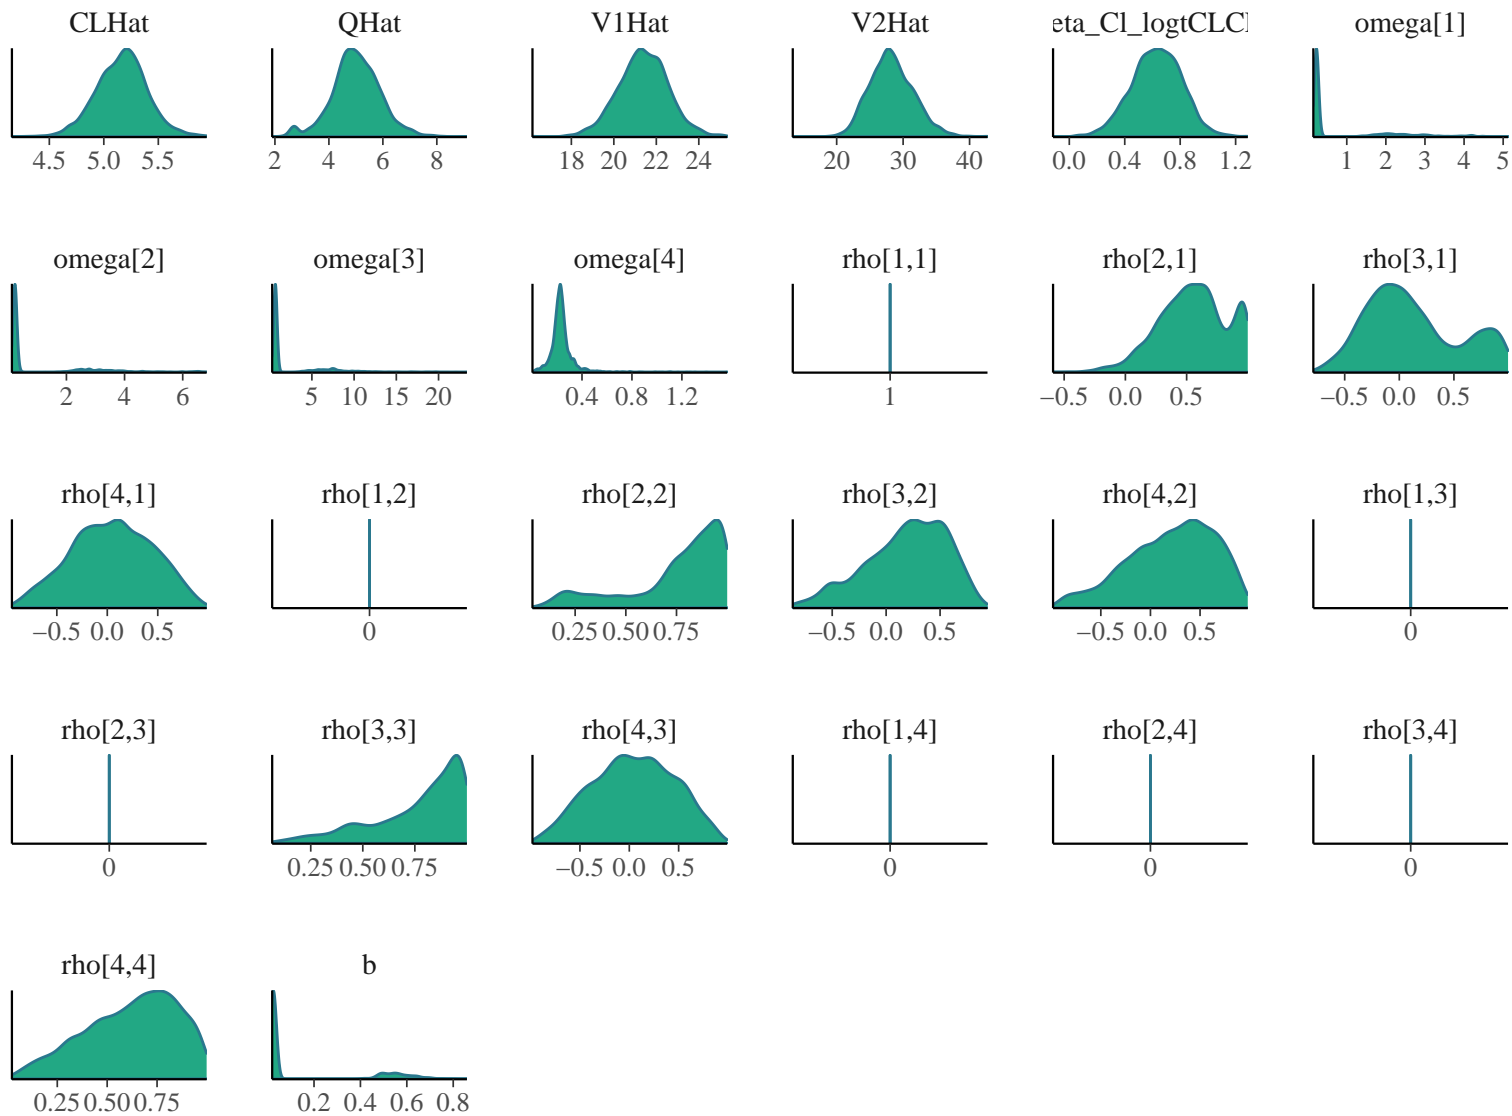 CLHat QHat V1Hat V2Hat eta_Cl_logtCLCl omega[1]
4.5 5.0 5.5 2 4 6 8 18 20 22 24 20 30 40 0.0 0.4 0.8 1.2 1 2 3 4 5
omega[2] omega[3] omega[4] rho[1,1] rho[2,1] rho[3,1]
2 4 6 5 10 15 20 0.4 0.8 1.2 1 −0.5 0.0 0.5 −0.5 0.0 0.5
rho[4,1] rho[1,2] rho[2,2] rho[3,2] rho[4,2] rho[1,3]
−0.5 0.0 0.5 0 0.25 0.50 0.75 −0.5 0.0 0.5 −0.5 0.0 0.5 0
rho[2,3] rho[3,3] rho[4,3] rho[1,4] rho[2,4] rho[3,4]
0 0.25 0.50 0.75 −0.5 0.0 0.5 0 0 0
rho[4,4] b
0.25 0.50 0.75 0.2 0.4 0.6 0.8